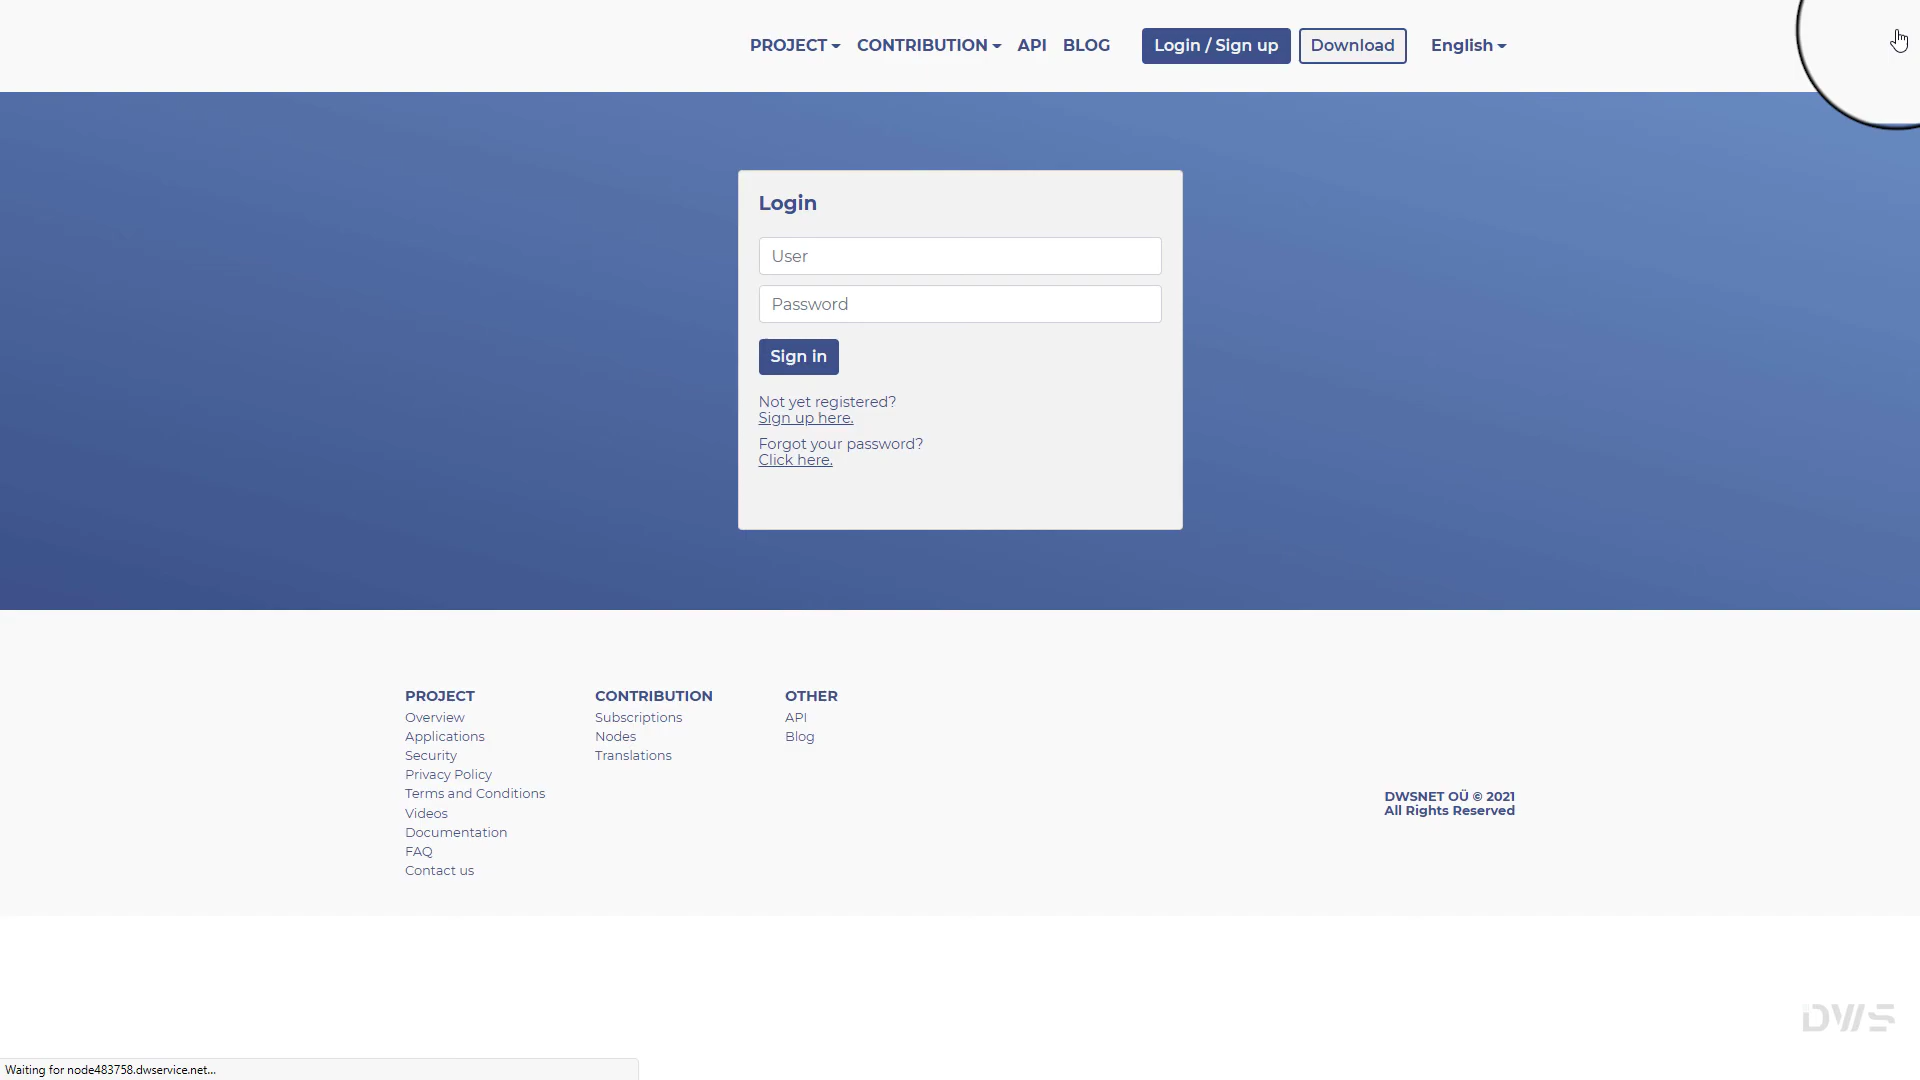 PROJECT
CONTRIBUTION
API
BLOG
Login / Sign up
Download
English
Login
User
Password
Sign in
Not yet registered?
Sign up here.
Forgot your password?
Click here.
PROJECT
Overview
Applications
Security
Privacy Policy
Terms and Conditions
Videos
Documentation
FAQ
Contact us
CONTRIBUTION
Subscriptions
Nodes
Translations
OTHER
API
Blog
DWSNET OÜ © 2021
All Rights Reserved
DWS
Waiting for node483758.dwservice.net...